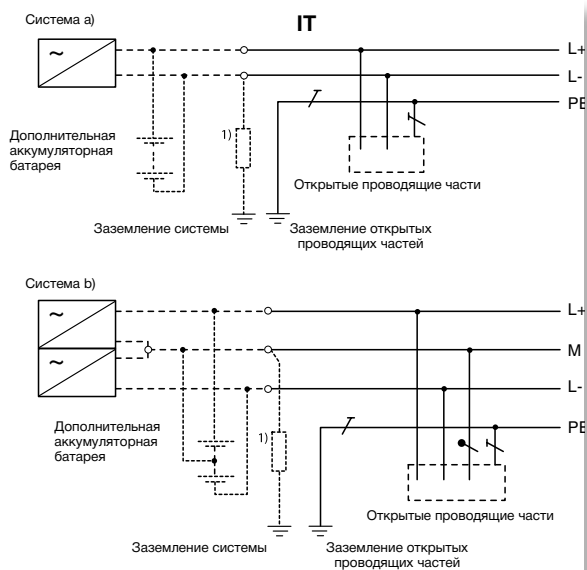 Система a)
IT
~
L+
L-
PE
Дополнительная
аккумуляторная
батарея
1)
Открытые проводящие части
Заземление системы
Заземление открытых
проводящих частей
Система b)
~
~
L+
M
L-
PE
Дополнительная
аккумуляторная
батарея
1)
Открытые проводящие части
Заземление системы
Заземление открытых
проводящих частей